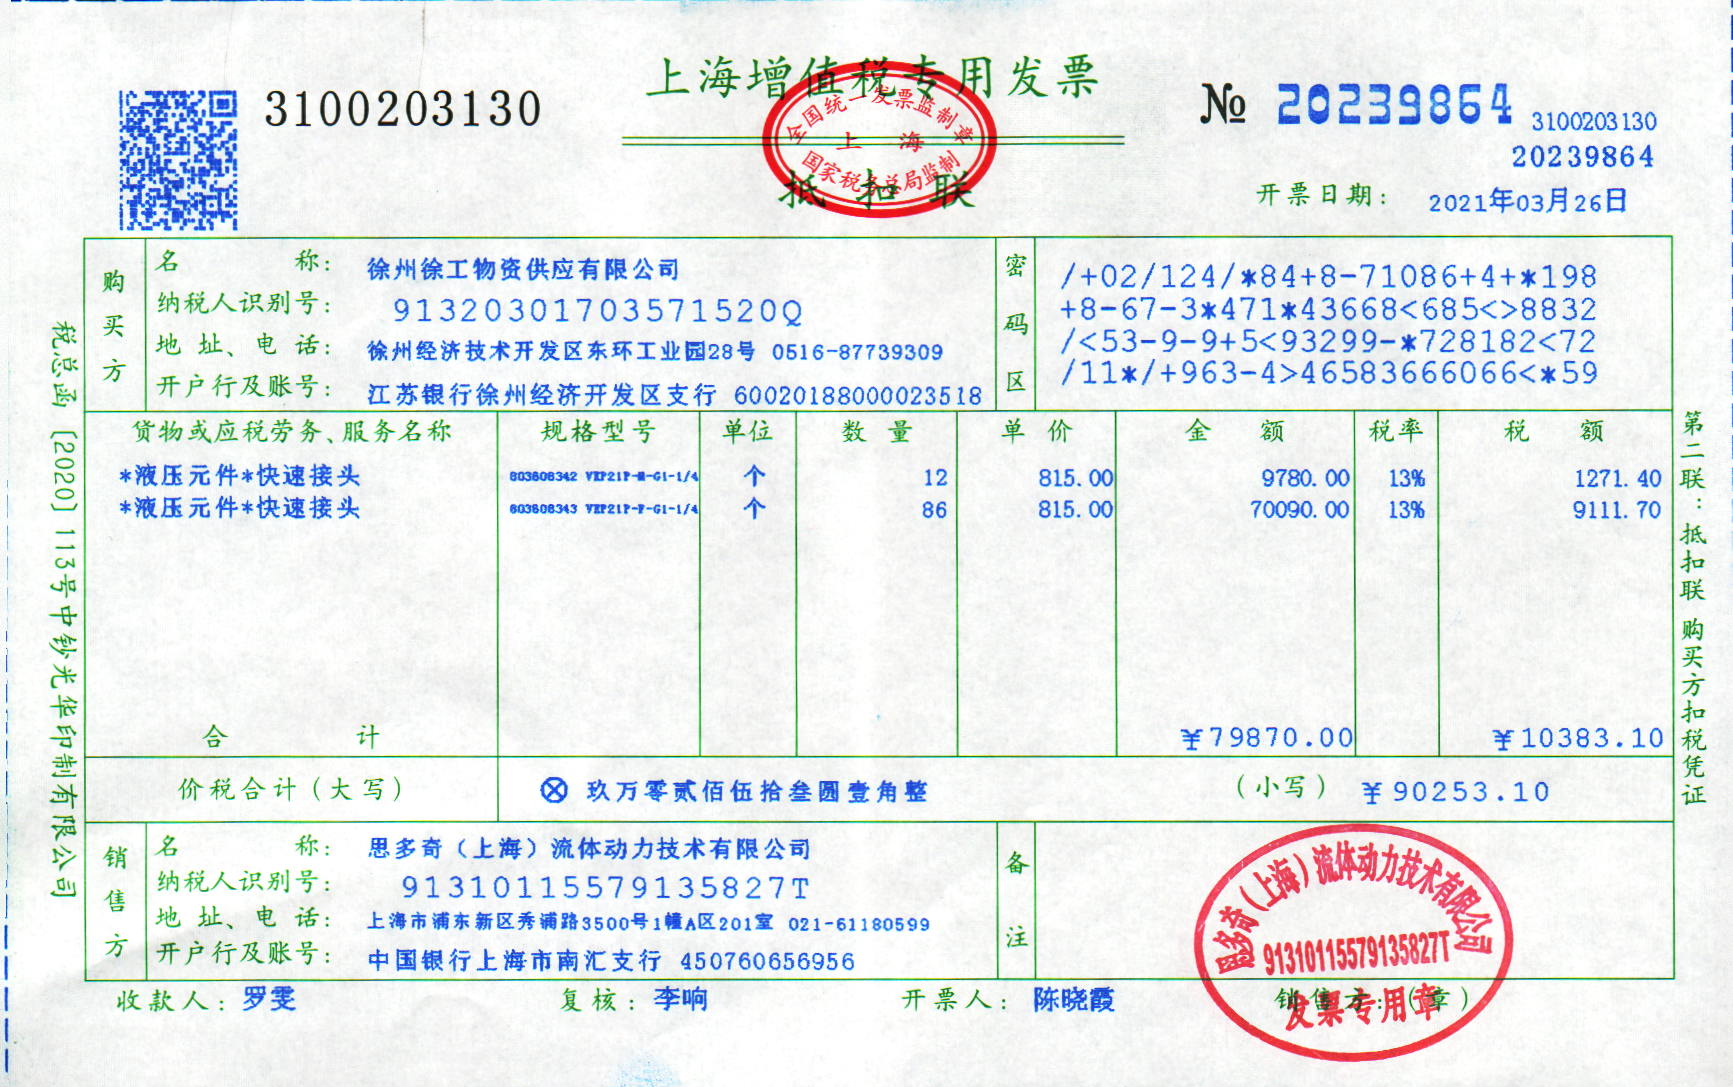 上海增值税专用发票
全国统一发票监制章
上海
国家税务总局监制
抵扣联
3100203130
№ 20239864
3100203130
20239864
开票日期： 2021年03月26日
购买方
名称： 徐州徐工物资供应有限公司
纳税人识别号： 91320301703571520Q
地址、电话： 徐州经济技术开发区东环工业园28号 0516-87739309
开户行及账号： 江苏银行徐州经济开发区支行 60020188000023518
密码区
/+02/124/*84+8-71086+4+*198
+8-67-3*471*43668<685<>8832
/<53-9-9+5<93299-*728182<72
/11*/+963-4>46583666066<*59
货物或应税劳务、服务名称 规格型号 单位 数量 单价 金额 税率 税额
*液压元件*快速接头 803608342 VEP21P-M-G1-1/4 个 12 815.00 9780.00 13% 1271.40
*液压元件*快速接头 803608343 VEP21P-F-G1-1/4 个 86 815.00 70090.00 13% 9111.70
合计 ¥79870.00 ¥10383.10
价税合计（大写） ⊗ 玖万零贰佰伍拾叁圆壹角整 （小写） ¥90253.10
销售方
名称： 思多奇（上海）流体动力技术有限公司
纳税人识别号： 91310115579135827T
地址、电话： 上海市浦东新区秀浦路3500号1幢A区201室 021-61180599
开户行及账号： 中国银行上海市南汇支行 450760656956
备注
收款人： 罗雯 复核： 李响 开票人： 陈晓霞 销售方：（章）
思多奇（上海）流体动力技术有限公司
91310115579135827T
发票专用章
税总函〔2020〕113号中钞光华印制有限公司
第二联：抵扣联 购买方扣税凭证